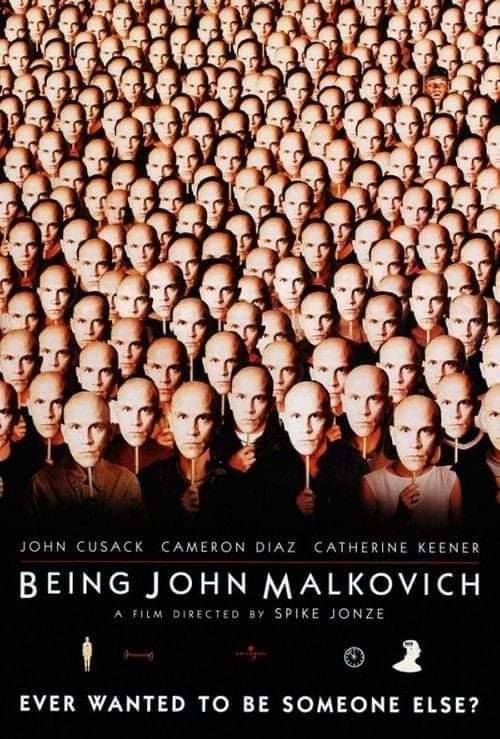 JOHN CUSACK CAMERON DIAZ CATHERINE KEENER
BEING JOHN MALKOVICH
A FILM DIRECTED BY SPIKE JONZE
EVER WANTED TO BE SOMEONE ELSE?